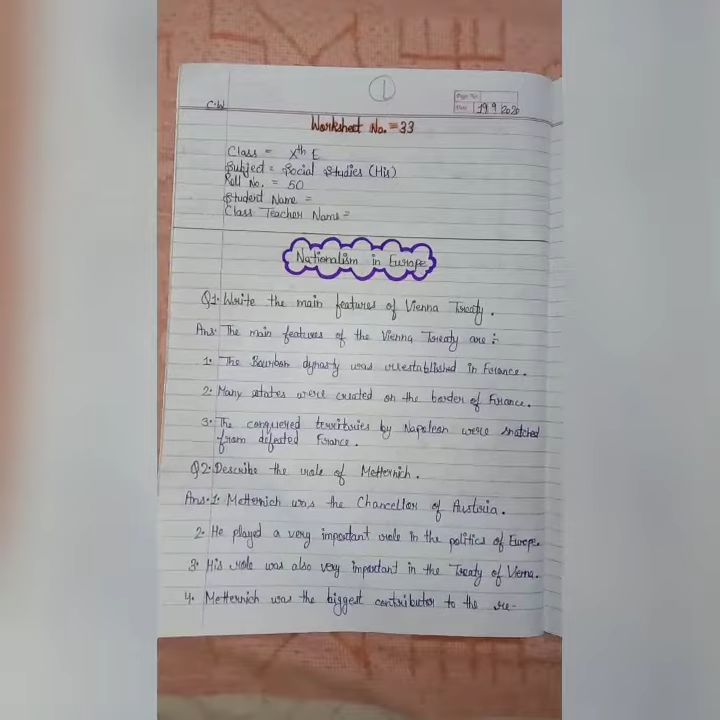 1
C.W
Page No.
Date 19 9 2020
Worksheet No. = 33
Class = Xth E
Subject = Social Studies (His)
Roll No. = 50
Student Name =
Class Teacher Name =
Nationalism in Europe
Q1. Write the main features of Vienna Treaty.
Ans. The main features of the Vienna Treaty are :-
1. The Bourbon dynasty was reestablished in France.
2. Many states were created on the border of France.
3. The conquered territories by Napolean were snatched
from defeated France.
Q2. Describe the role of Metternich.
Ans. 1. Metternich was the Chancellor of Austria.
2. He played a very important role in the politics of Europe.
3. His role was also very important in the Treaty of Vienna.
4. Metternich was the biggest contributor to the re-